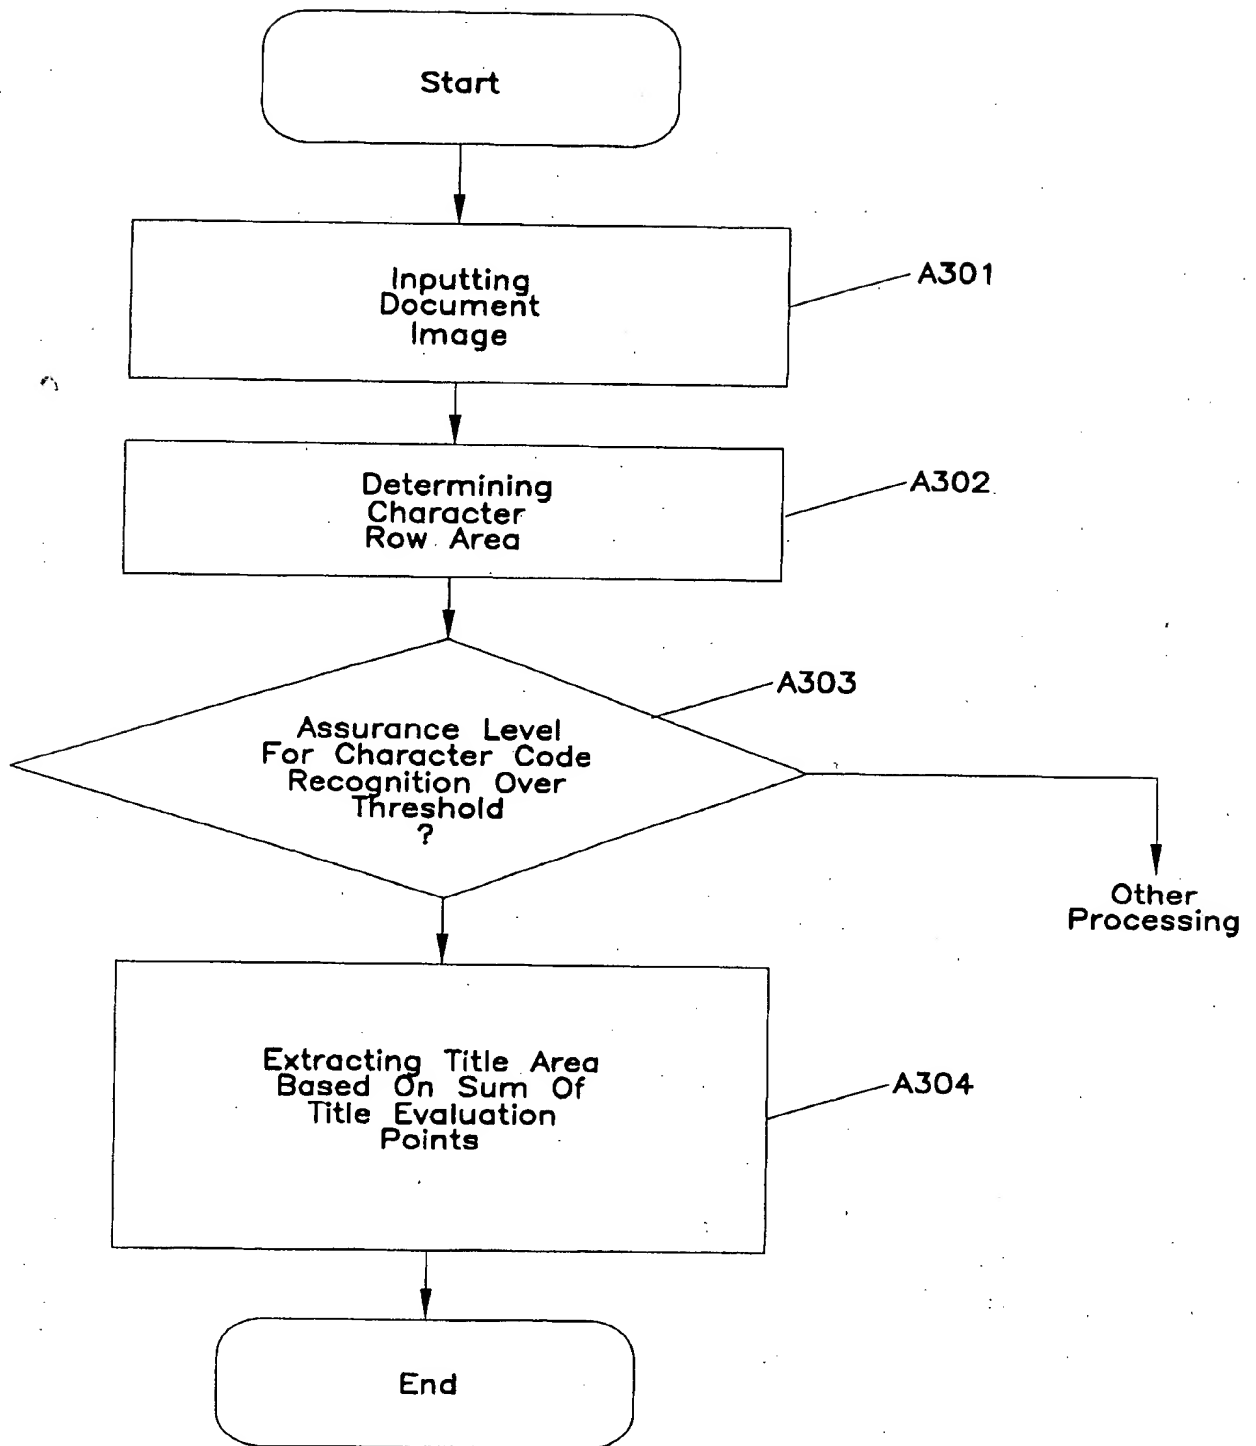 Start
Inputting
Document
Image
A301
Determining
Character
Row Area
A302
Assurance Level
For Character Code
Recognition Over
Threshold
?
A303
Other
Processing
Extracting Title Area
Based On Sum Of
Title Evaluation
Points
A304
End